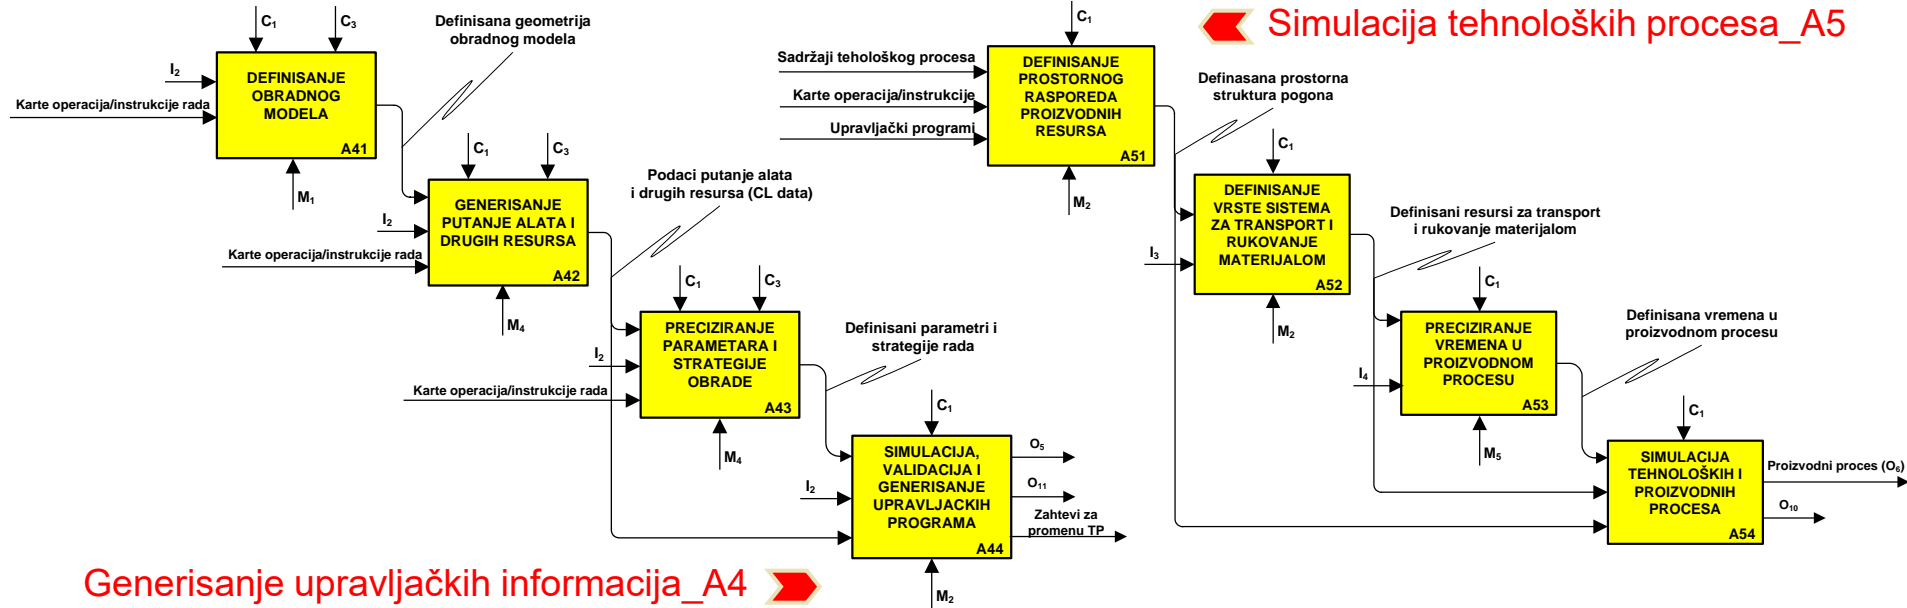 Simulacija tehnoloških procesa_A5
C1
C3
Definisana geometrija
obradnog modela
I2
Karte operacija/instrukcije rada
DEFINISANJE
OBRADNOG
MODELA
A41
M1
C1
C3
I2
Karte operacija/instrukcije rada
GENERISANJE
PUTANJE ALATA I
DRUGIH RESURSA
A42
M4
Podaci putanje alata
i drugih resursa (CL data)
C1
C3
I2
Karte operacija/instrukcije rada
PRECIZIRANJE
PARAMETARA I
STRATEGIJE
OBRADE
A43
M4
Definisani parametri i
strategije rada
C1
I2
SIMULACIJA,
VALIDACIJA I
GENERISANJE
UPRAVLJACKIH
PROGRAMA
A44
M2
O5
O11
Zahtevi za
promenu TP
Generisanje upravljačkih informacija_A4
C1
Sadržaji teholoških procesa
Karte operacija/instrukcije
Upravljački programi
DEFINISANJE
PROSTORNOG
RASPOREDA
PROIZVODNIH
RESURSA
A51
M2
Definasana prostorna
struktura pogona
C1
I3
DEFINISANJE
VRSTE SISTEMA
ZA TRANSPORT I
RUKOVANJE
MATERIJALOM
A52
M2
Definisani resursi za transport
i rukovanje materijalom
C1
I4
PRECIZIRANJE
VREMENA U
PROIZVODNOM
PROCESU
A53
M5
Definisana vremena u
proizvodnom procesu
C1
SIMULACIJA
TEHNOLOŠKIH I
PROIZVODNIH
PROCESA
A54
Proizvodni proces (O6)
O10